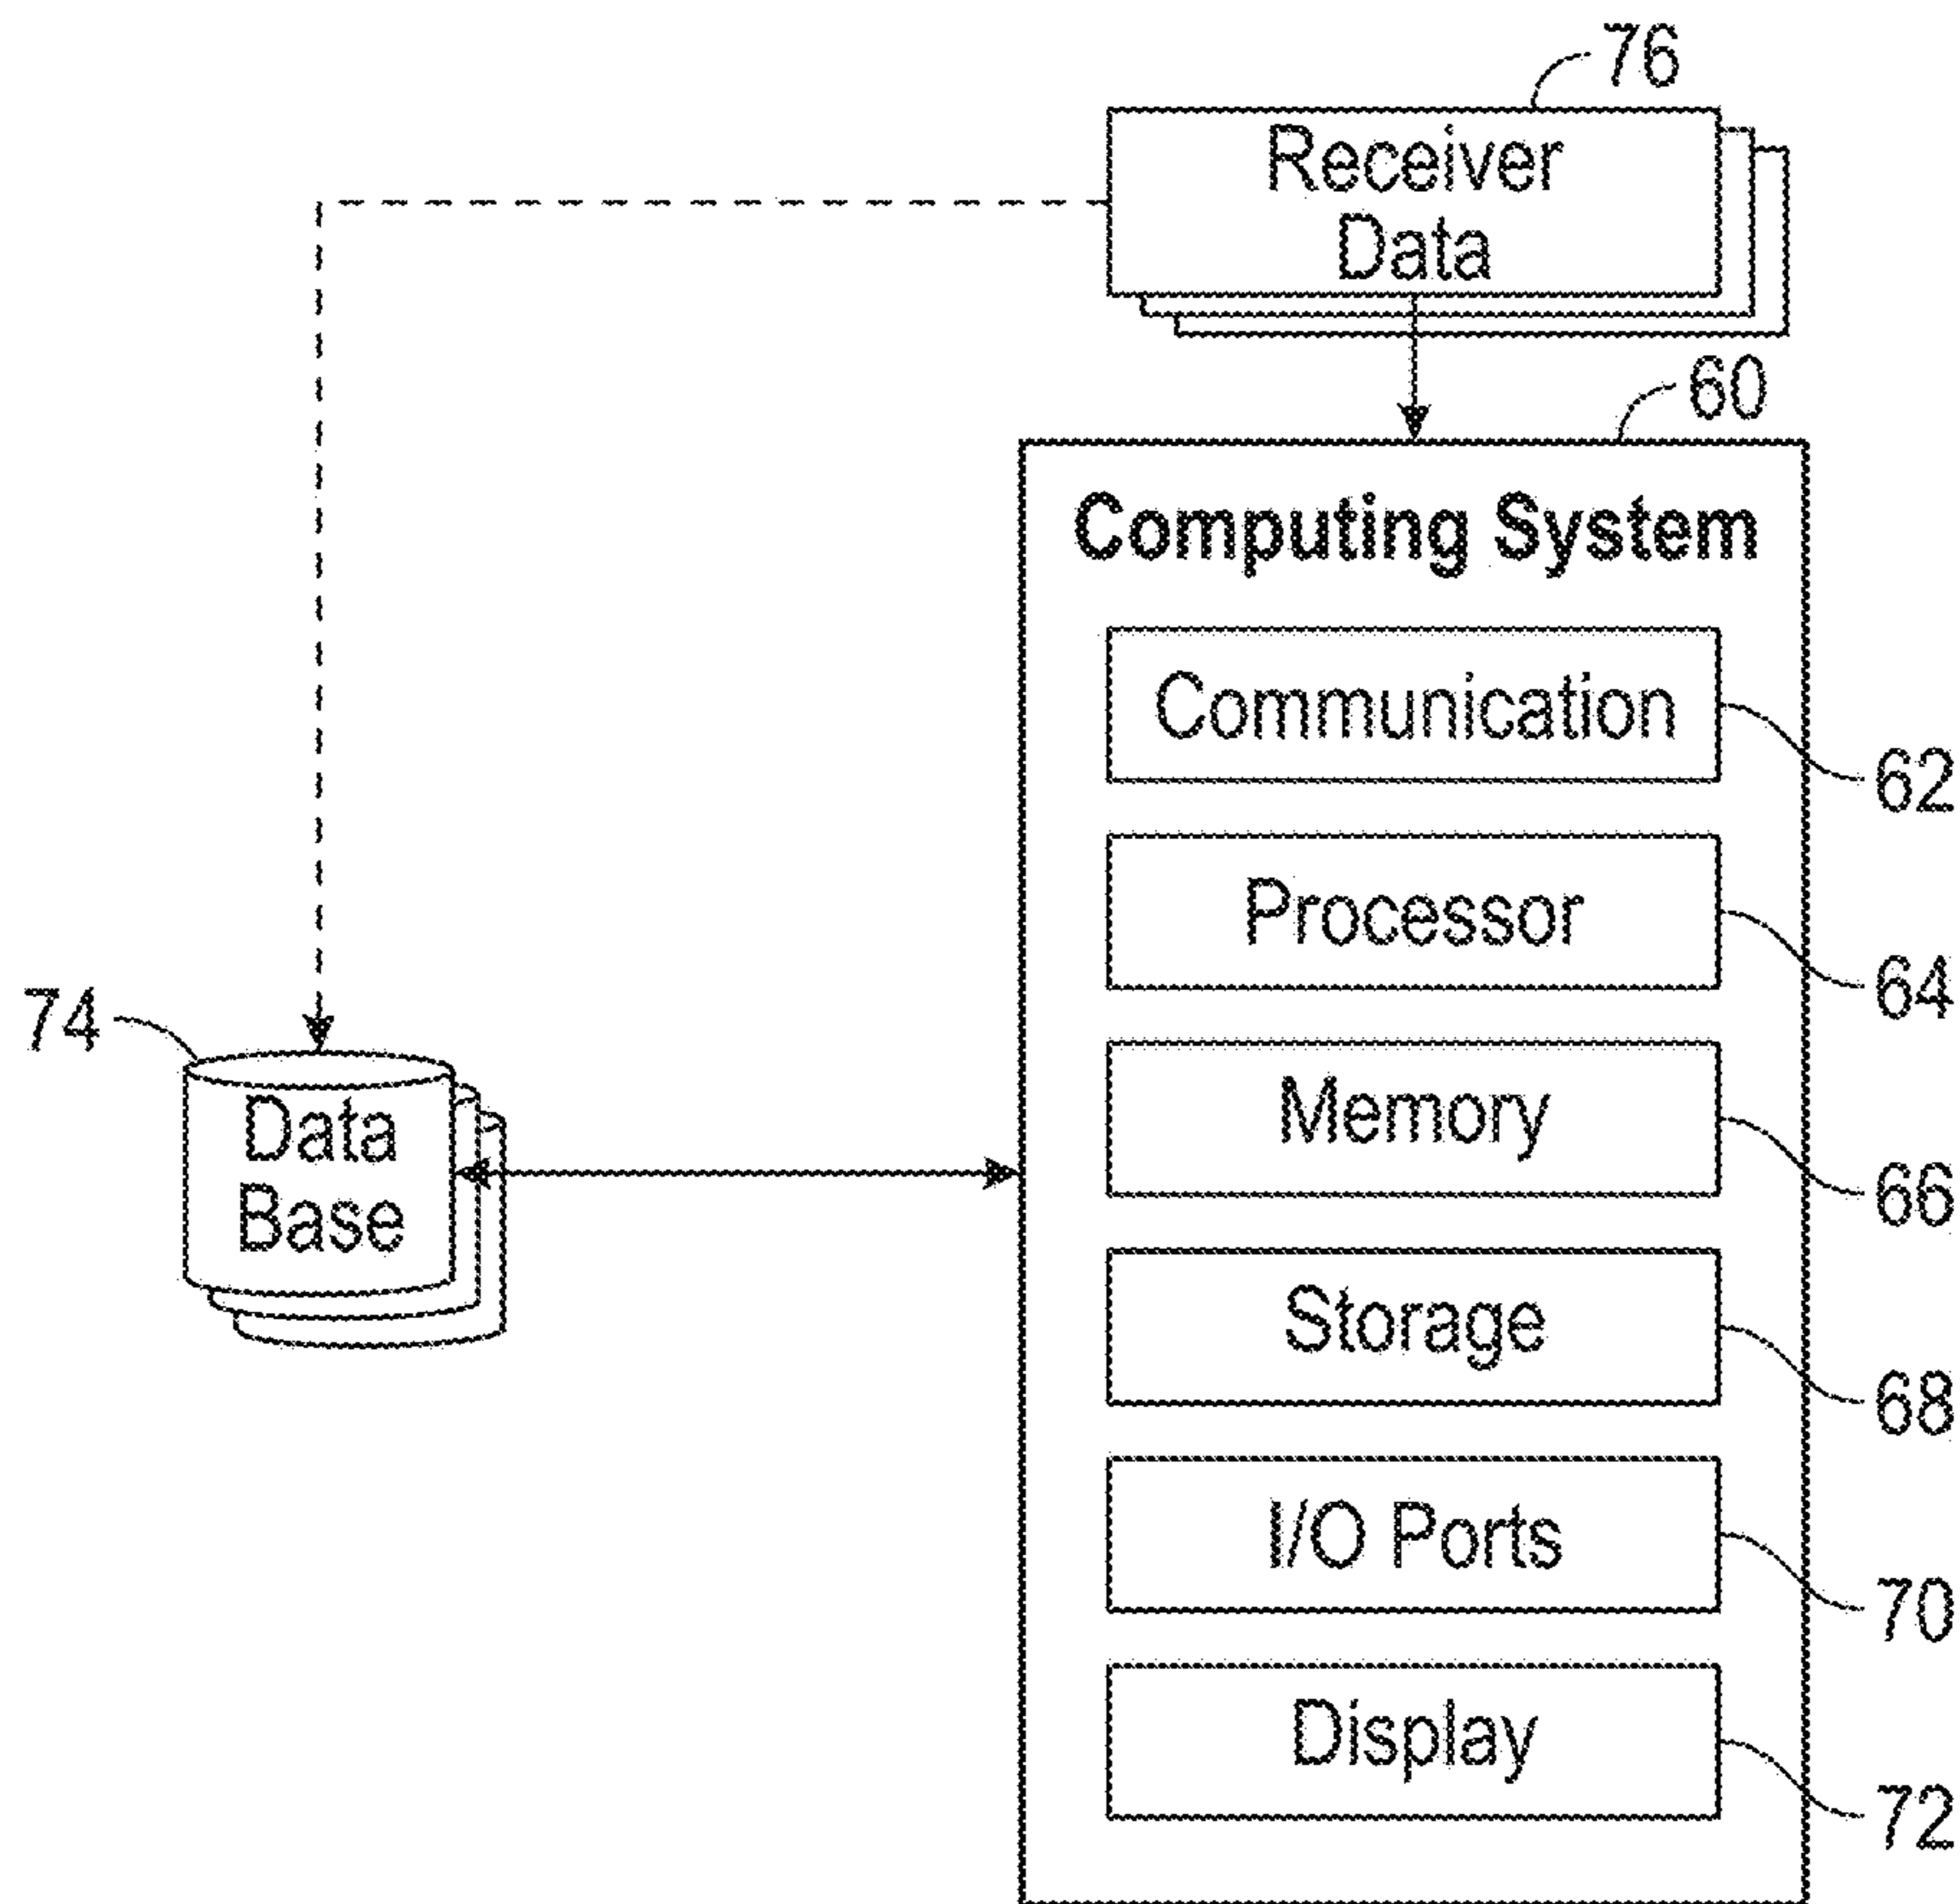 76
Receiver
Data
60
Computing System
Communication
62
Processor
64
74
Data
Base
Memory
66
Storage
68
I/O Ports
70
Display
72